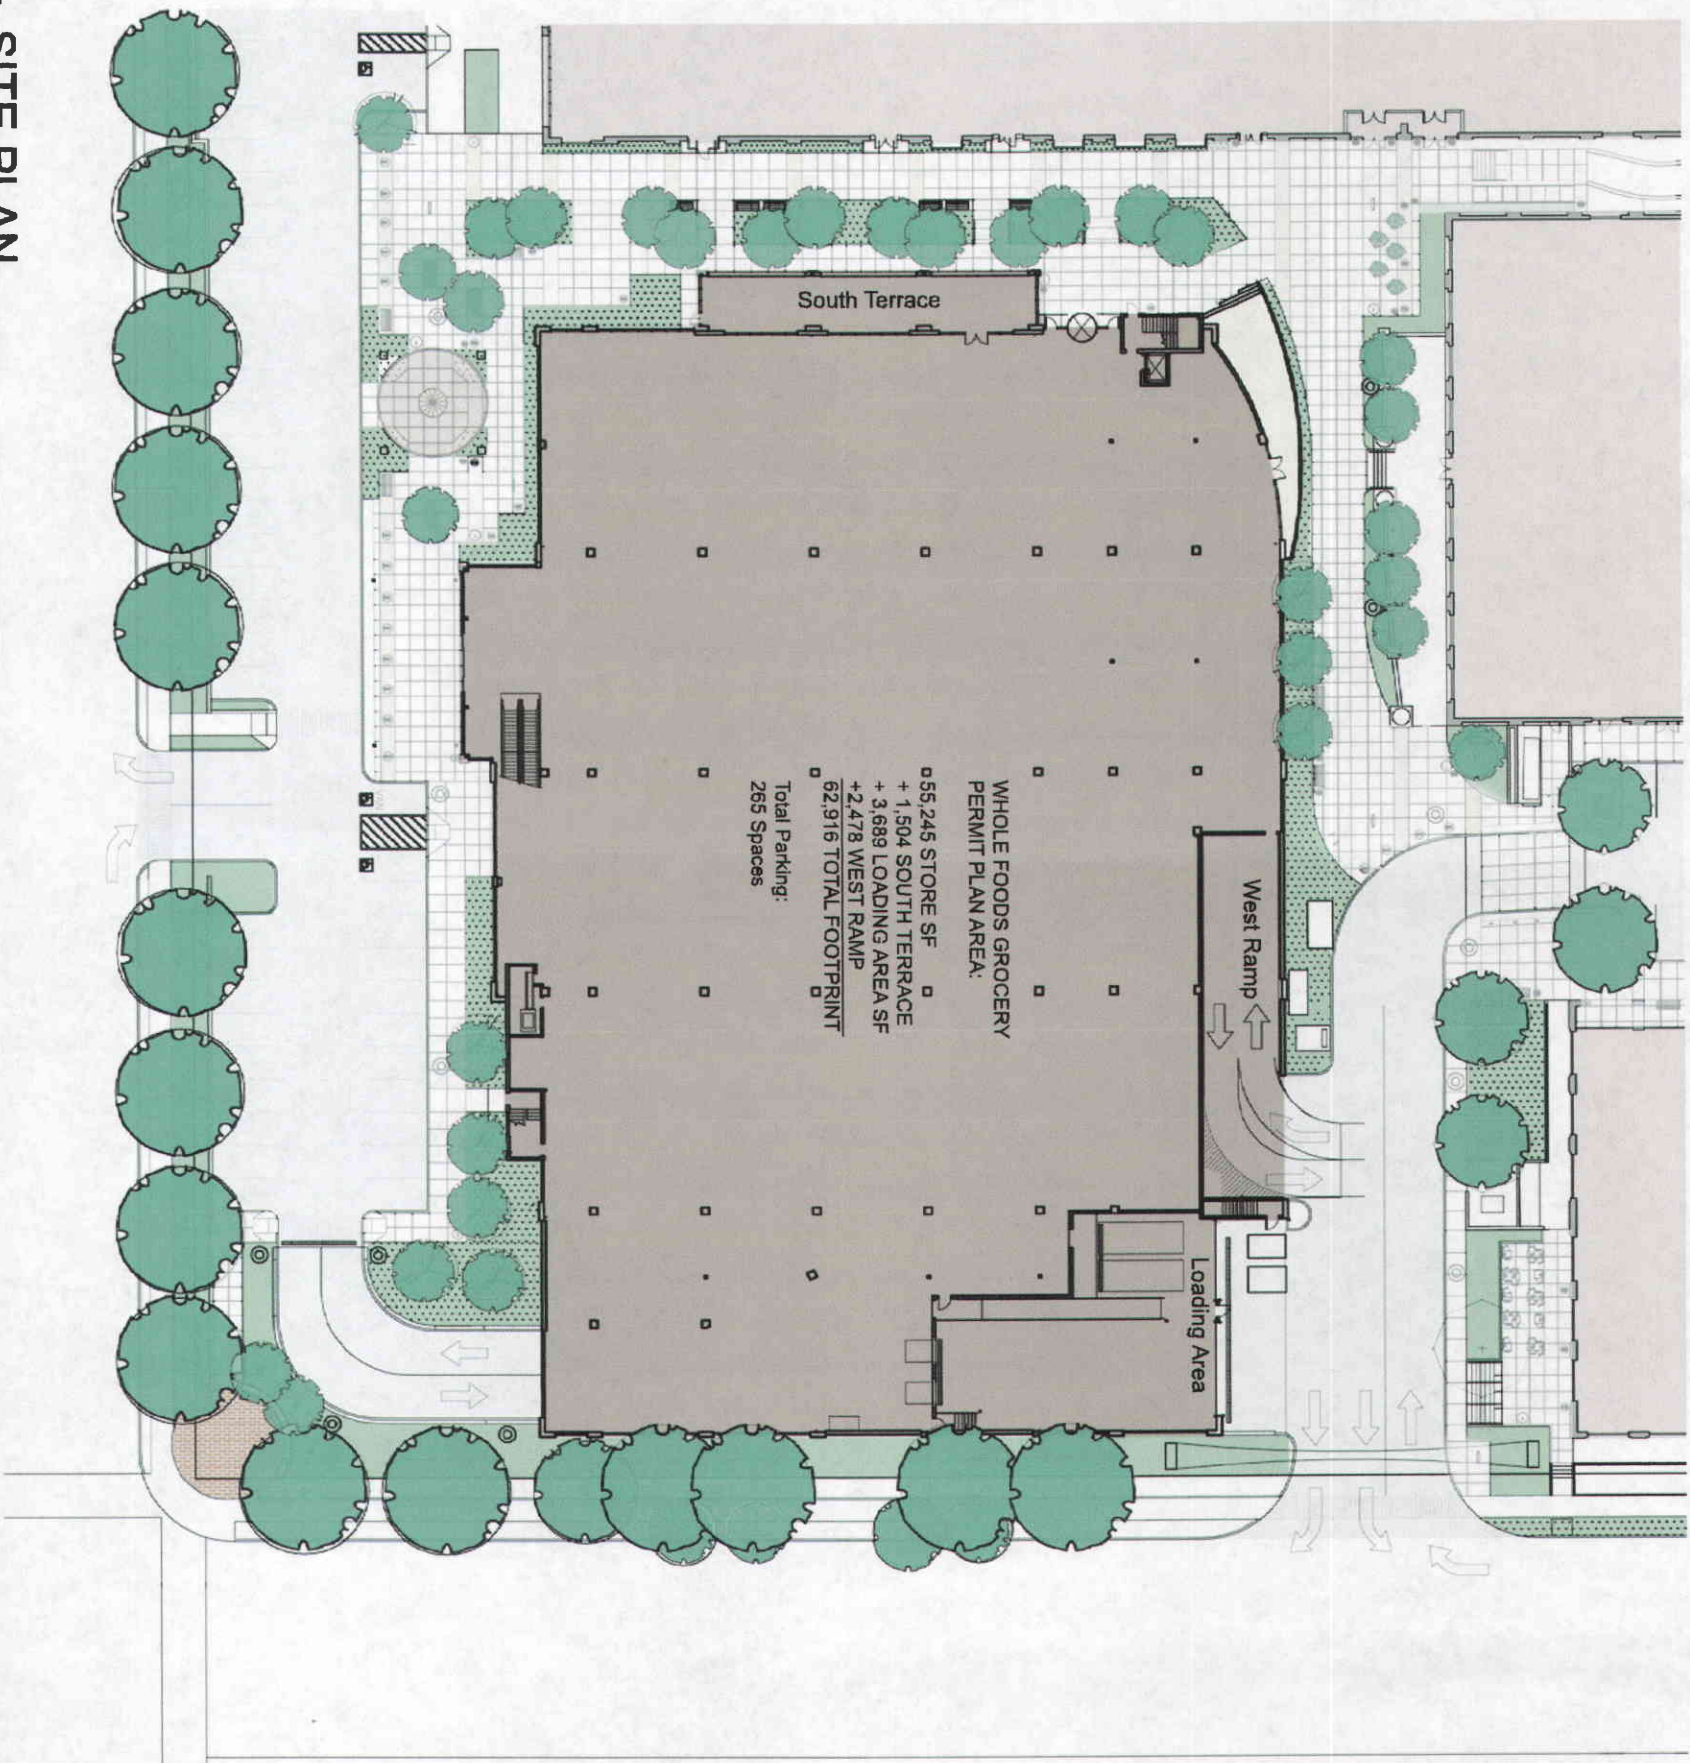 SITE PLAN
South Terrace
WHOLE FOODS GROCERY
PERMIT PLAN AREA:
55,245 STORE SF
+ 1,504 SOUTH TERRACE
+ 3,689 LOADING AREA SF
+2,478 WEST RAMP
62,916 TOTAL FOOTPRINT
Total Parking:
265 Spaces
West Ramp
Loading Area